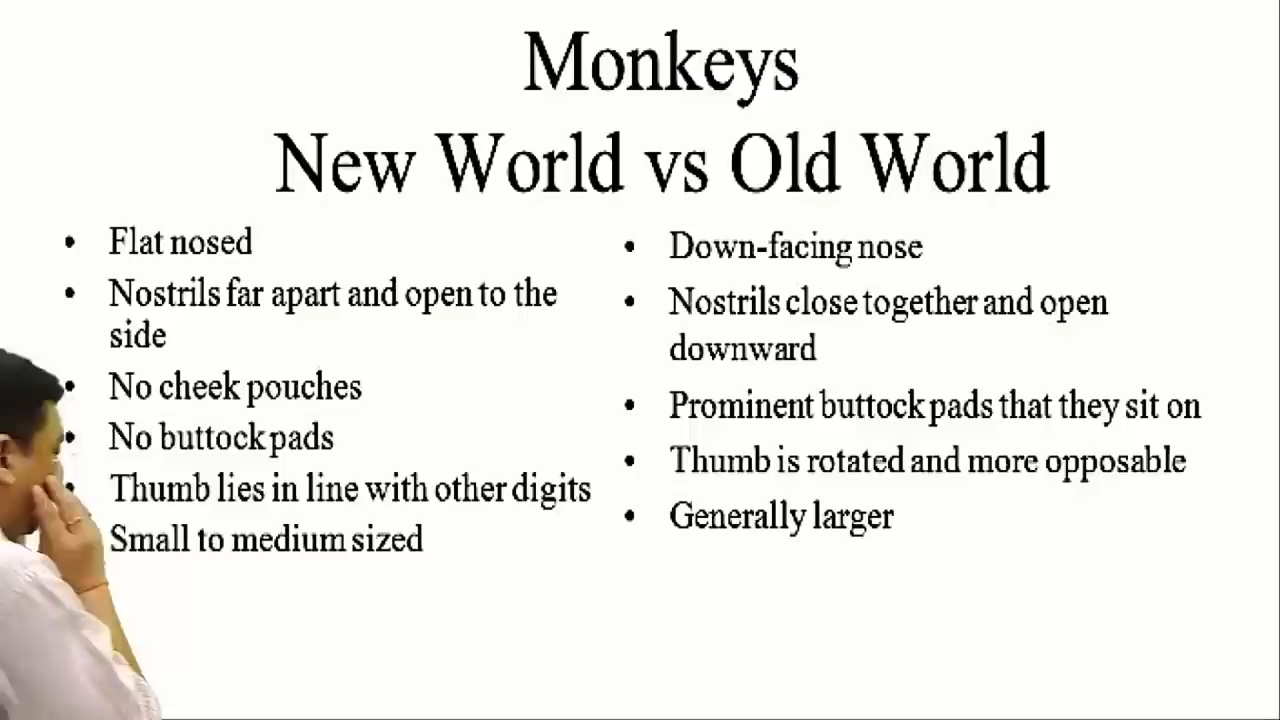 Monkeys
New World vs Old World
• Flat nosed
• Nostrils far apart and open to the
side
• No cheek pouches
• No buttock pads
• Thumb lies in line with other digits
Small to medium sized
• Down-facing nose
• Nostrils close together and open
downward
• Prominent buttock pads that they sit on
• Thumb is rotated and more opposable
• Generally larger